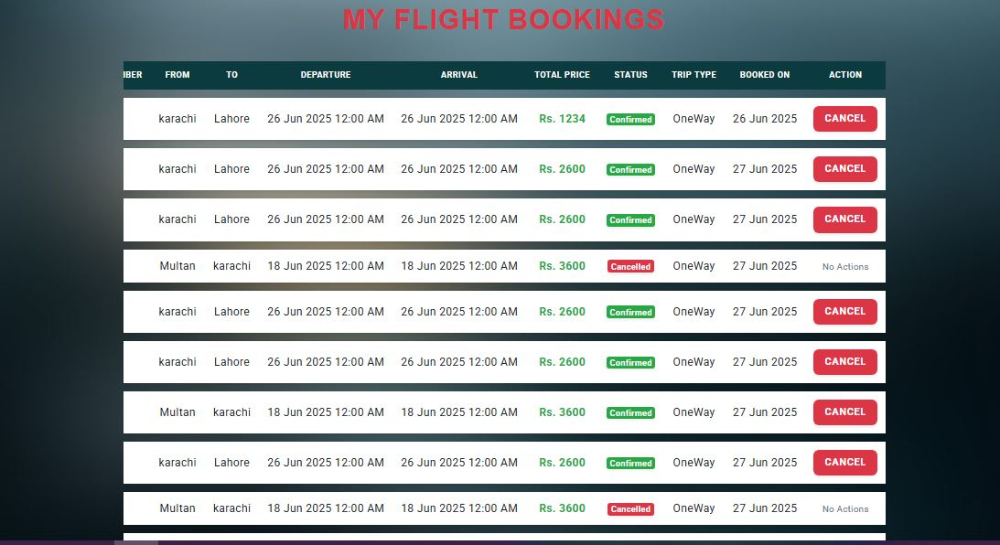 MY FLIGHT BOOKINGS
IBER FROM TO DEPARTURE ARRIVAL TOTAL PRICE STATUS TRIP TYPE BOOKED ON ACTION
karachi Lahore 26 Jun 2025 12:00 AM 26 Jun 2025 12:00 AM Rs. 1234 Confirmed OneWay 26 Jun 2025 CANCEL
karachi Lahore 26 Jun 2025 12:00 AM 26 Jun 2025 12:00 AM Rs. 2600 Confirmed OneWay 27 Jun 2025 CANCEL
karachi Lahore 26 Jun 2025 12:00 AM 26 Jun 2025 12:00 AM Rs. 2600 Confirmed OneWay 27 Jun 2025 CANCEL
Multan karachi 18 Jun 2025 12:00 AM 18 Jun 2025 12:00 AM Rs. 3600 Cancelled OneWay 27 Jun 2025 No Actions
karachi Lahore 26 Jun 2025 12:00 AM 26 Jun 2025 12:00 AM Rs. 2600 Confirmed OneWay 27 Jun 2025 CANCEL
karachi Lahore 26 Jun 2025 12:00 AM 26 Jun 2025 12:00 AM Rs. 2600 Confirmed OneWay 27 Jun 2025 CANCEL
Multan karachi 18 Jun 2025 12:00 AM 18 Jun 2025 12:00 AM Rs. 3600 Confirmed OneWay 27 Jun 2025 CANCEL
karachi Lahore 26 Jun 2025 12:00 AM 26 Jun 2025 12:00 AM Rs. 2600 Confirmed OneWay 27 Jun 2025 CANCEL
Multan karachi 18 Jun 2025 12:00 AM 18 Jun 2025 12:00 AM Rs. 3600 Cancelled OneWay 27 Jun 2025 No Actions